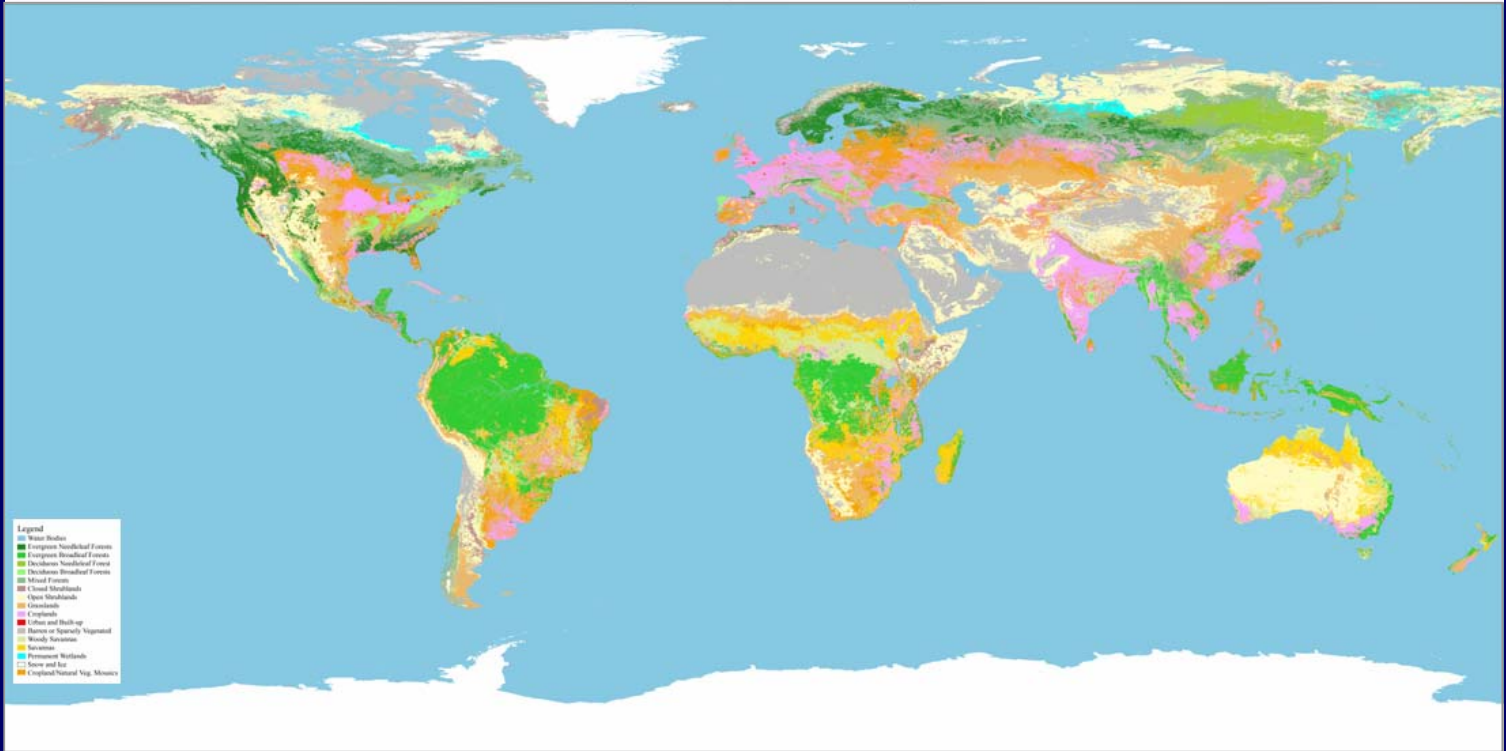 Legend
Water Bodies
Evergreen Needleleaf Forests
Evergreen Broadleaf Forests
Deciduous Needleleaf Forest
Deciduous Broadleaf Forests
Mixed Forests
Closed Shrublands
Open Shrublands
Grasslands
Croplands
Urban and Built-up
Barren or Sparsely Vegetated
Woody Savannas
Savannas
Permanent Wetlands
Snow and Ice
Cropland/Natural Veg. Mosaics